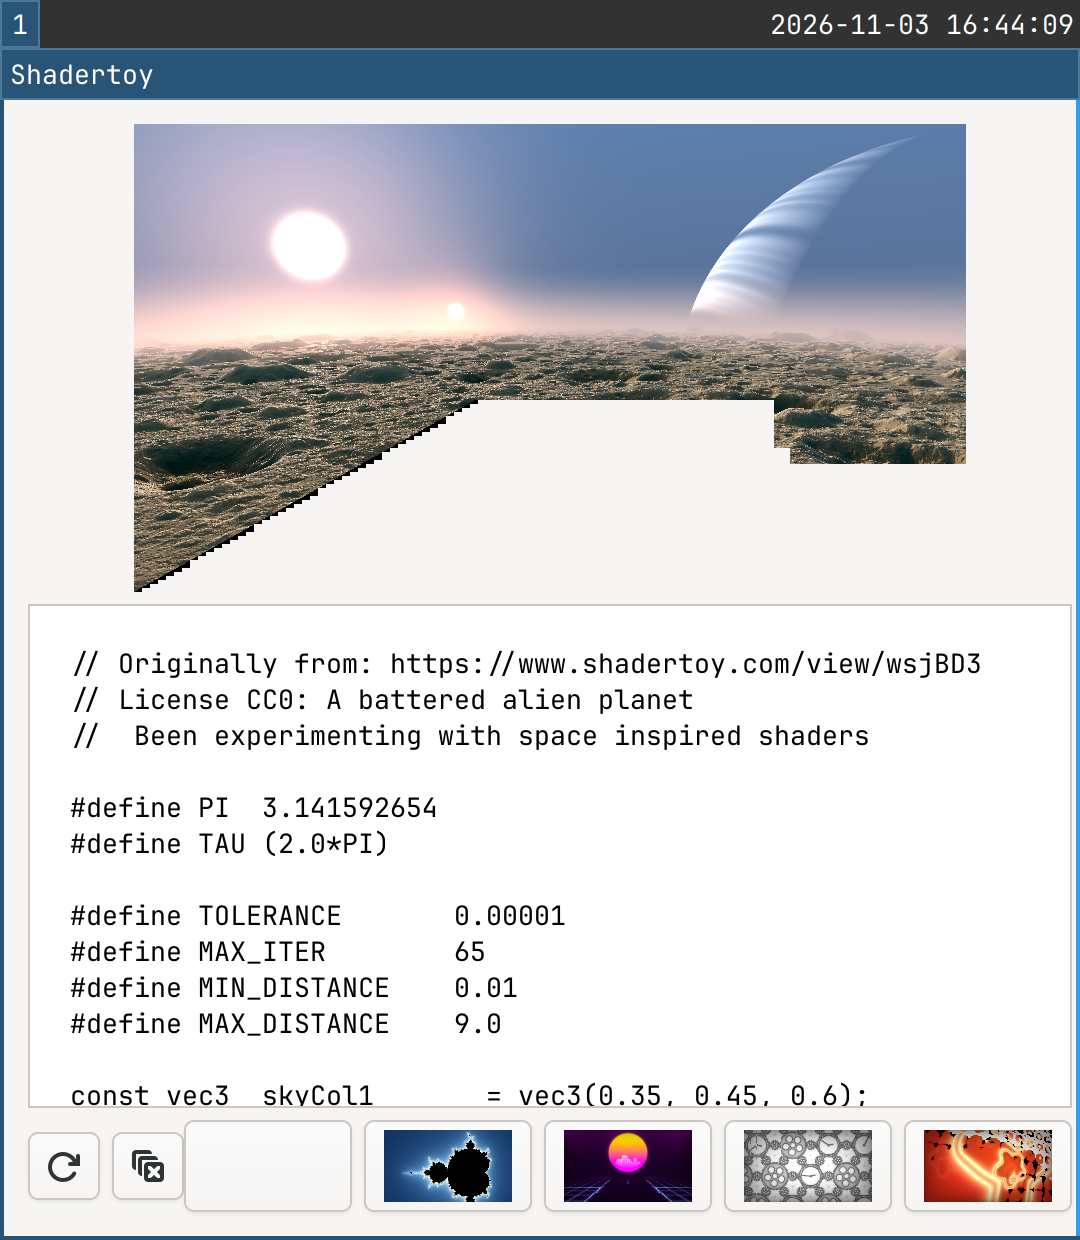 1
2026-11-03 16:44:09
Shadertoy
// Originally from: https://www.shadertoy.com/view/wsjBD3
// License CC0: A battered alien planet
//  Been experimenting with space inspired shaders
#define PI  3.141592654
#define TAU (2.0*PI)
#define TOLERANCE       0.00001
#define MAX_ITER        65
#define MIN_DISTANCE    0.01
#define MAX_DISTANCE    9.0
const vec3  skyCol1       = vec3(0.35, 0.45, 0.6);